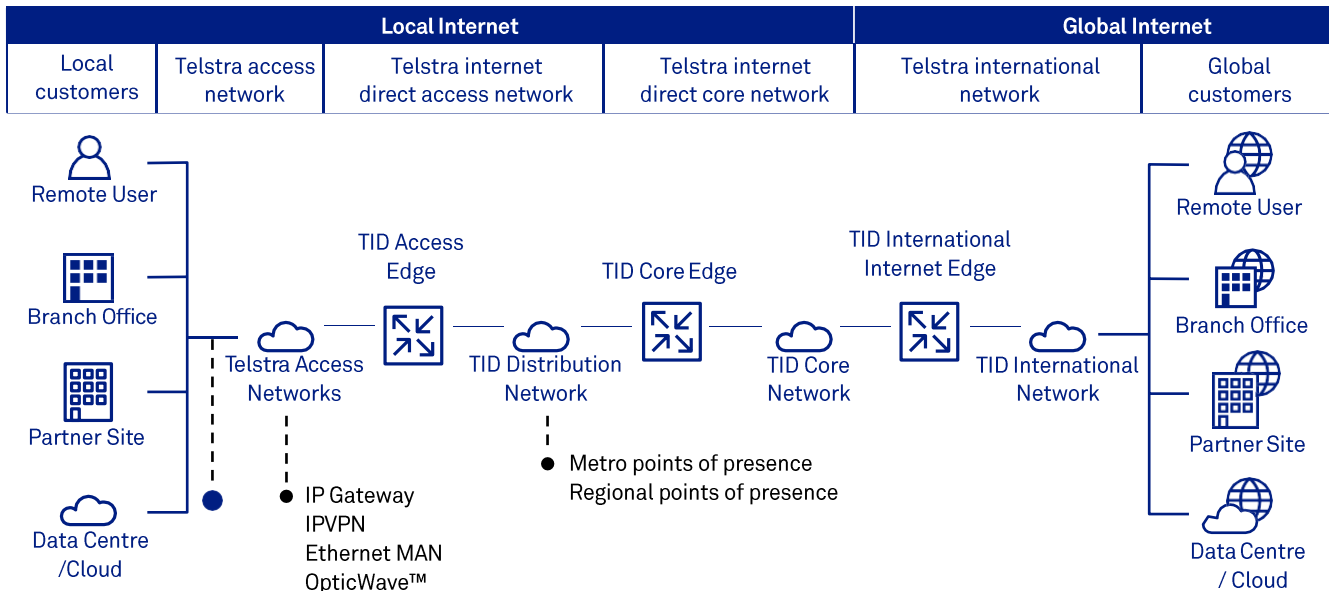 Local Internet
Global Internet
Local
customers
Telstra access
network
Telstra internet
direct access network
Telstra internet
direct core network
Telstra international
network
Global
customers
Remote User
Branch Office
Partner Site
Data Centre
/Cloud
Telstra Access
Networks
IP Gateway
IPVPN
Ethernet MAN
OpticWave™
TID Access
Edge
TID Distribution
Network
Metro points of presence
Regional points of presence
TID Core Edge
TID Core
Network
TID International
Internet Edge
TID International
Network
Remote User
Branch Office
Partner Site
Data Centre
/ Cloud